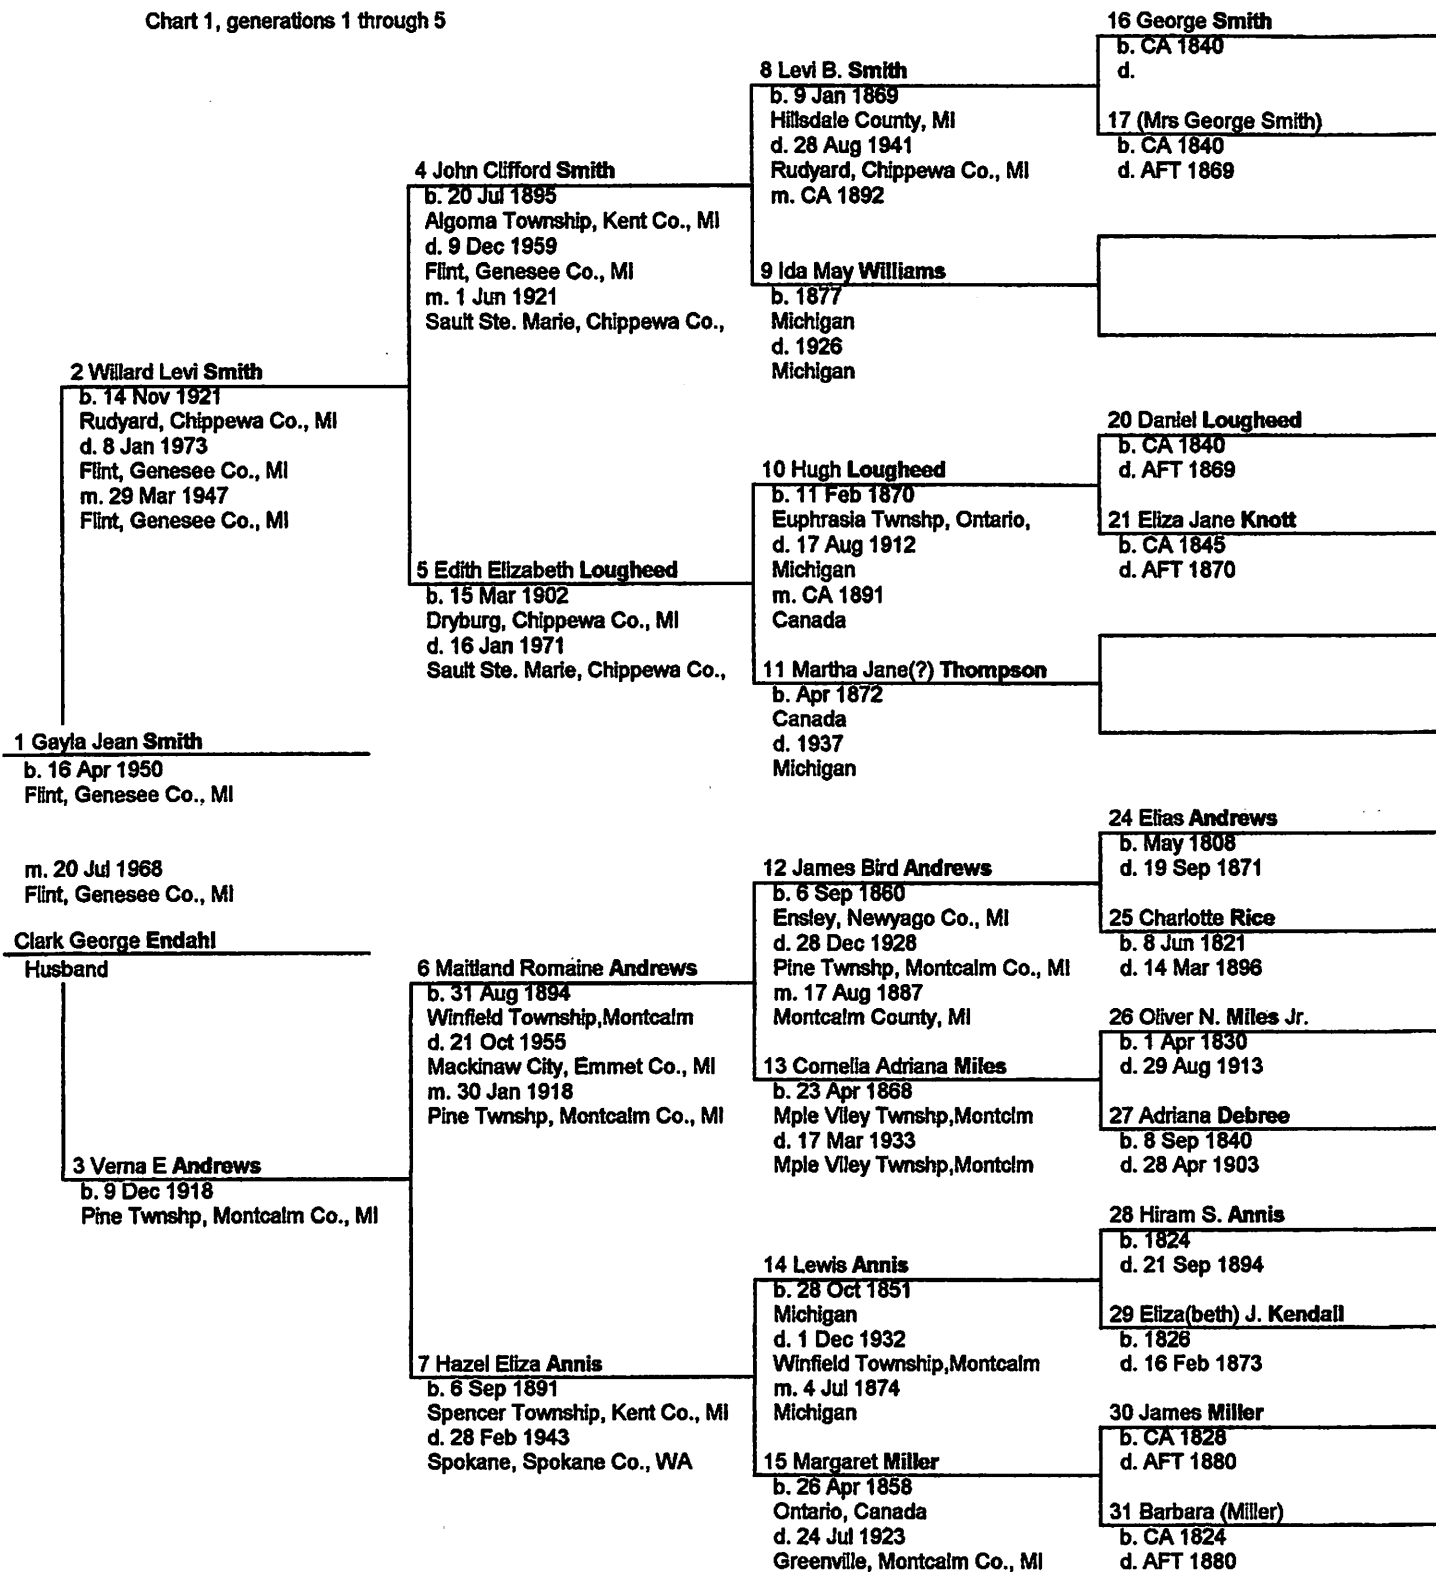 Chart 1, generations 1 through 5
1 Gayla Jean Smith
b. 16 Apr 1950
Flint, Genesee Co., MI
m. 20 Jul 1968
Flint, Genesee Co., MI
Clark George Endahl
Husband
2 Willard Levi Smith
b. 14 Nov 1921
Rudyard, Chippewa Co., MI
d. 8 Jan 1973
Flint, Genesee Co., MI
m. 29 Mar 1947
Flint, Genesee Co., MI
3 Verna E Andrews
b. 9 Dec 1918
Pine Twnshp, Montcalm Co., MI
4 John Clifford Smith
b. 20 Jul 1895
Algoma Township, Kent Co., MI
d. 9 Dec 1959
Flint, Genesee Co., MI
m. 1 Jun 1921
Sault Ste. Marie, Chippewa Co.,
5 Edith Elizabeth Lougheed
b. 15 Mar 1902
Dryburg, Chippewa Co., MI
d. 16 Jan 1971
Sault Ste. Marie, Chippewa Co.,
6 Maitland Romaine Andrews
b. 31 Aug 1894
Winfield Township,Montcalm
d. 21 Oct 1955
Mackinaw City, Emmet Co., MI
m. 30 Jan 1918
Pine Twnshp, Montcalm Co., MI
7 Hazel Eliza Annis
b. 6 Sep 1891
Spencer Township, Kent Co., MI
d. 28 Feb 1943
Spokane, Spokane Co., WA
8 Levi B. Smith
b. 9 Jan 1869
Hillsdale County, MI
d. 28 Aug 1941
Rudyard, Chippewa Co., MI
m. CA 1892
9 Ida May Williams
b. 1877
Michigan
d. 1926
Michigan
10 Hugh Lougheed
b. 11 Feb 1870
Euphrasia Twnshp, Ontario,
d. 17 Aug 1912
Michigan
m. CA 1891
Canada
11 Martha Jane(?) Thompson
b. Apr 1872
Canada
d. 1937
Michigan
12 James Bird Andrews
b. 6 Sep 1860
Ensley, Newyago Co., MI
d. 28 Dec 1928
Pine Twnshp, Montcalm Co., MI
m. 17 Aug 1887
Montcalm County, MI
13 Cornelia Adriana Miles
b. 23 Apr 1868
Mple Vlley Twnshp,Montclm
d. 17 Mar 1933
Mple Vlley Twnshp,Montclm
14 Lewis Annis
b. 28 Oct 1851
Michigan
d. 1 Dec 1932
Winfield Township,Montcalm
m. 4 Jul 1874
Michigan
15 Margaret Miller
b. 26 Apr 1858
Ontario, Canada
d. 24 Jul 1923
Greenville, Montcalm Co., MI
16 George Smith
b. CA 1840
d.
17 (Mrs George Smith)
b. CA 1840
d. AFT 1869
20 Daniel Lougheed
b. CA 1840
d. AFT 1869
21 Eliza Jane Knott
b. CA 1845
d. AFT 1870
24 Elias Andrews
b. May 1808
d. 19 Sep 1871
25 Charlotte Rice
b. 8 Jun 1821
d. 14 Mar 1896
26 Oliver N. Miles Jr.
b. 1 Apr 1830
d. 29 Aug 1913
27 Adriana Debree
b. 8 Sep 1840
d. 28 Apr 1903
28 Hiram S. Annis
b. 1824
d. 21 Sep 1894
29 Eliza(beth) J. Kendall
b. 1826
d. 16 Feb 1873
30 James Miller
b. CA 1828
d. AFT 1880
31 Barbara (Miller)
b. CA 1824
d. AFT 1880